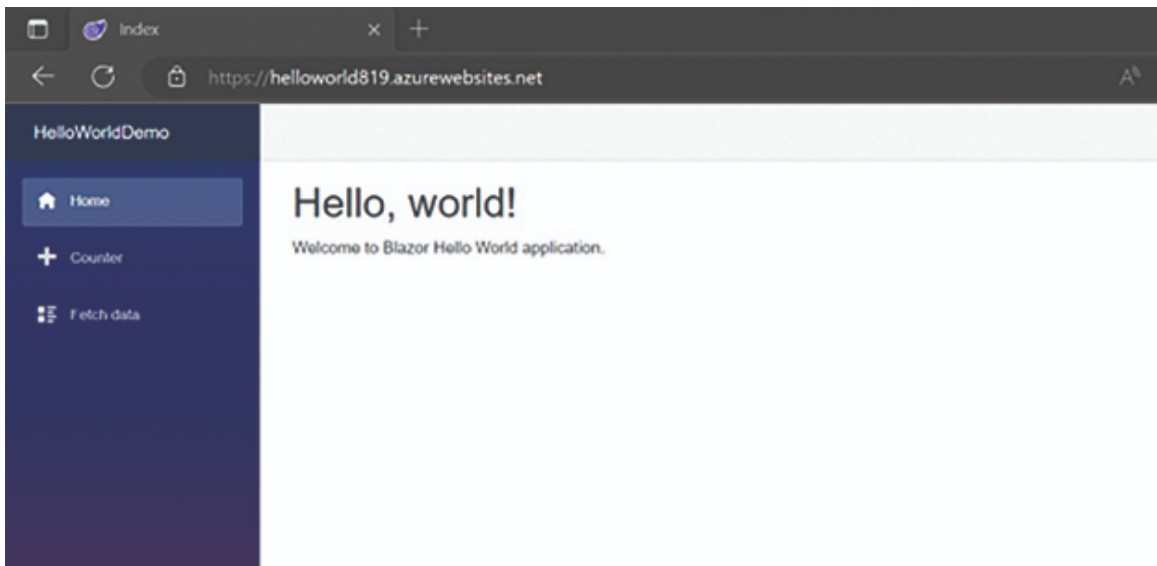 Index
https://helloworld819.azurewebsites.net
HelloWorldDemo
Home
Counter
Fetch data
Hello, world!
Welcome to Blazor Hello World application.